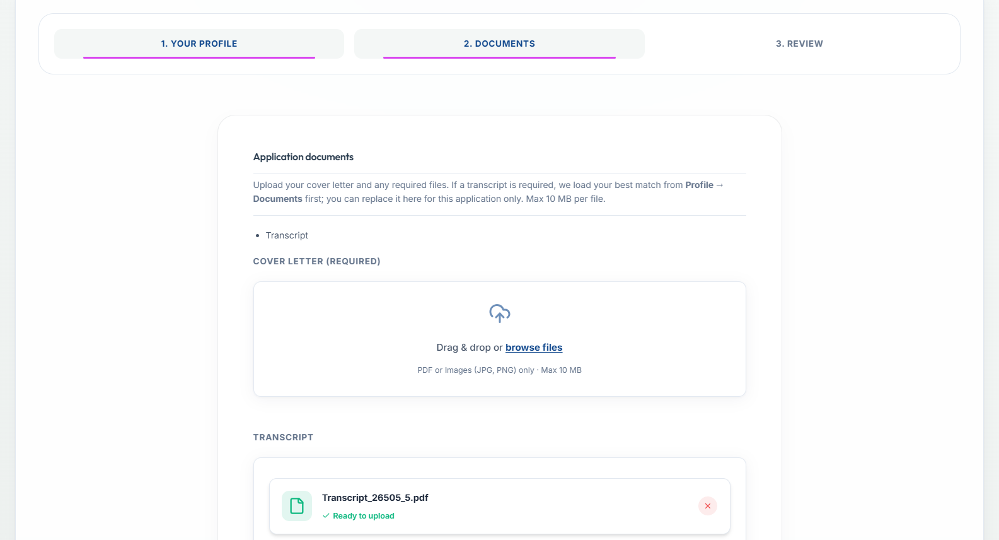 1. YOUR PROFILE
2. DOCUMENTS
3. REVIEW
Application documents
Upload your cover letter and any required files. If a transcript is required, we load your best match from Profile →
Documents first; you can replace it here for this application only. Max 10 MB per file.
• Transcript
COVER LETTER (REQUIRED)
Drag & drop or browse files
PDF or Images (JPG, PNG) only · Max 10 MB
TRANSCRIPT
Transcript_26505_5.pdf
✓ Ready to upload